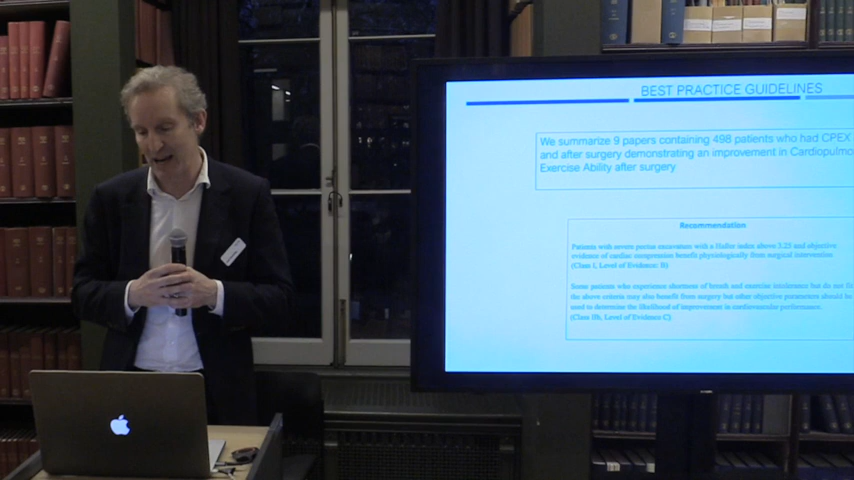 BEST PRACTICE GUIDELINES
We summarize 9 papers containing 498 patients who had CPEX
and after surgery demonstrating an improvement in Cardiopulmo
Exercise Ability after surgery
Recommendation
Patients with severe pectus excavatum with a Haller index above 3.25 and objective
evidence of cardiac compression benefit physiologically from surgical intervention
(Class I, Level of Evidence: B)
Some patients who experience shortness of breath and exercise intolerance but do not fi
the above criteria may also benefit from surgery but other objective parameters should be
used to determine the likelihood of improvement in cardiovascular performance.
(Class IIb, Level of Evidence C)